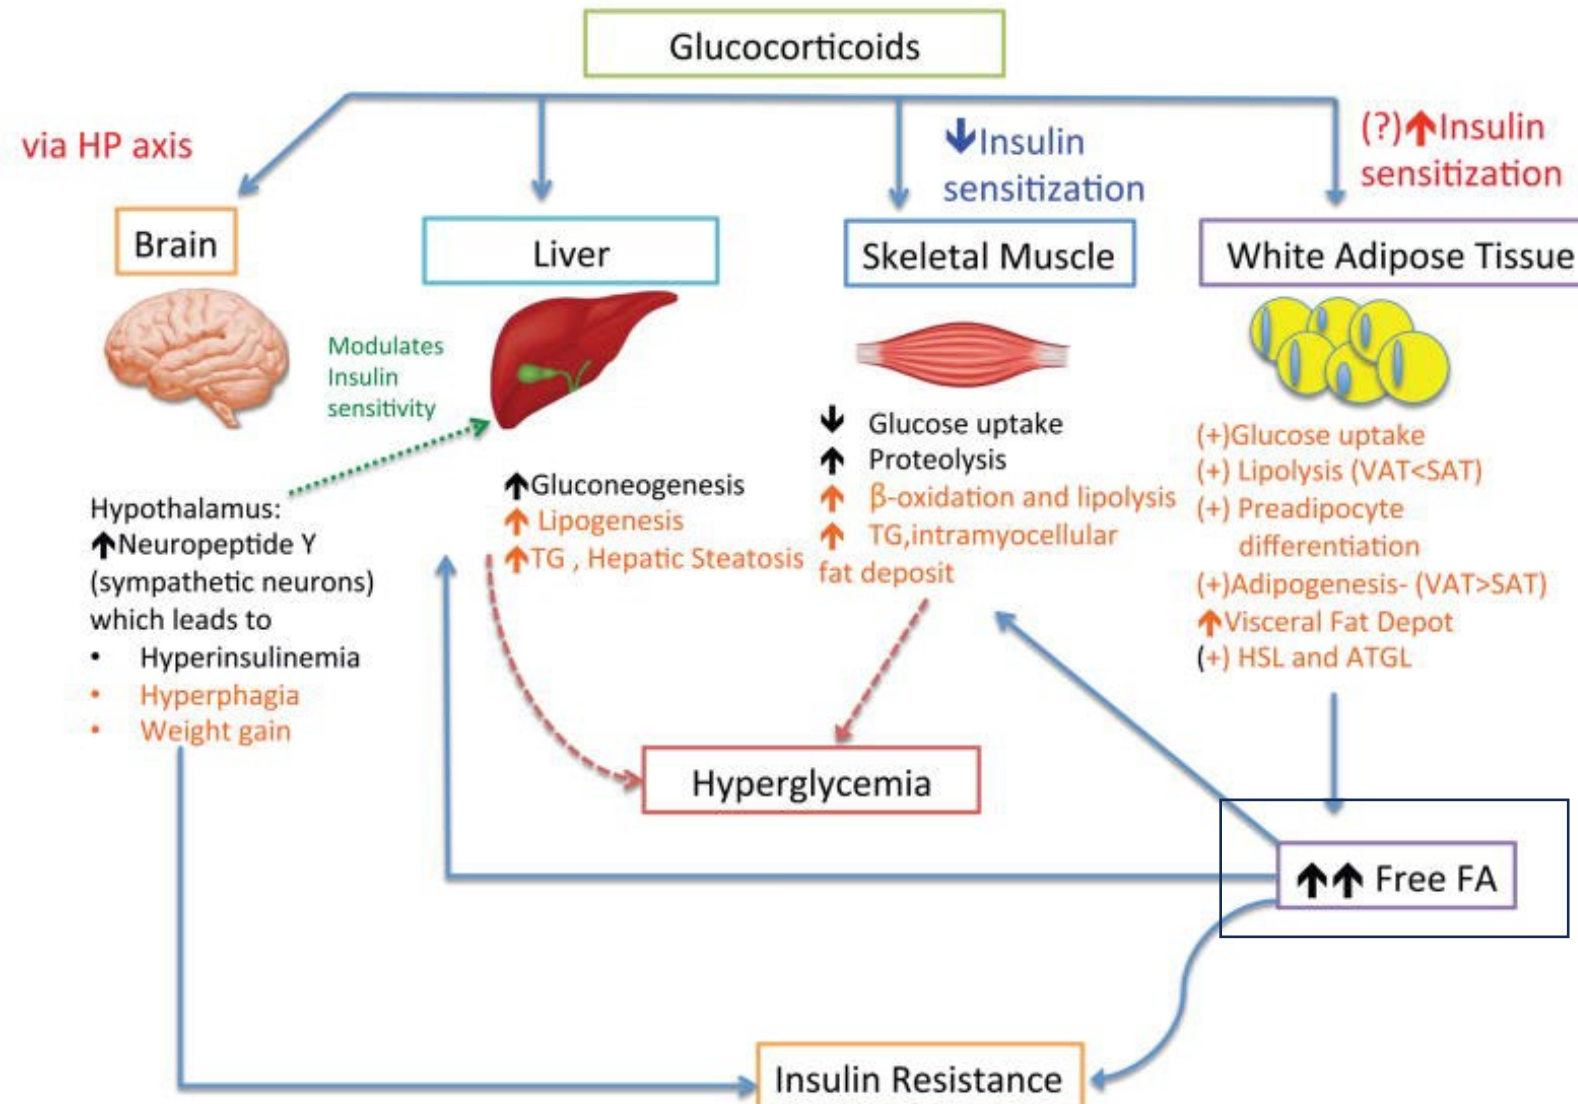 Glucocorticoids
via HP axis
↓Insulin
sensitization
(?)↑Insulin
sensitization
Brain
Liver
Skeletal Muscle
White Adipose Tissue
Modulates
Insulin
sensitivity
Hypothalamus:
↑Neuropeptide Y
(sympathetic neurons)
which leads to
• Hyperinsulinemia
• Hyperphagia
• Weight gain
↑Gluconeogenesis
↑ Lipogenesis
↑TG , Hepatic Steatosis
↓ Glucose uptake
↑ Proteolysis
↑ β-oxidation and lipolysis
↑ TG,intramyocellular
fat deposit
(+)Glucose uptake
(+) Lipolysis (VAT<SAT)
(+) Preadipocyte
differentiation
(+)Adipogenesis- (VAT>SAT)
↑Visceral Fat Depot
(+) HSL and ATGL
Hyperglycemia
↑↑ Free FA
Insulin Resistance